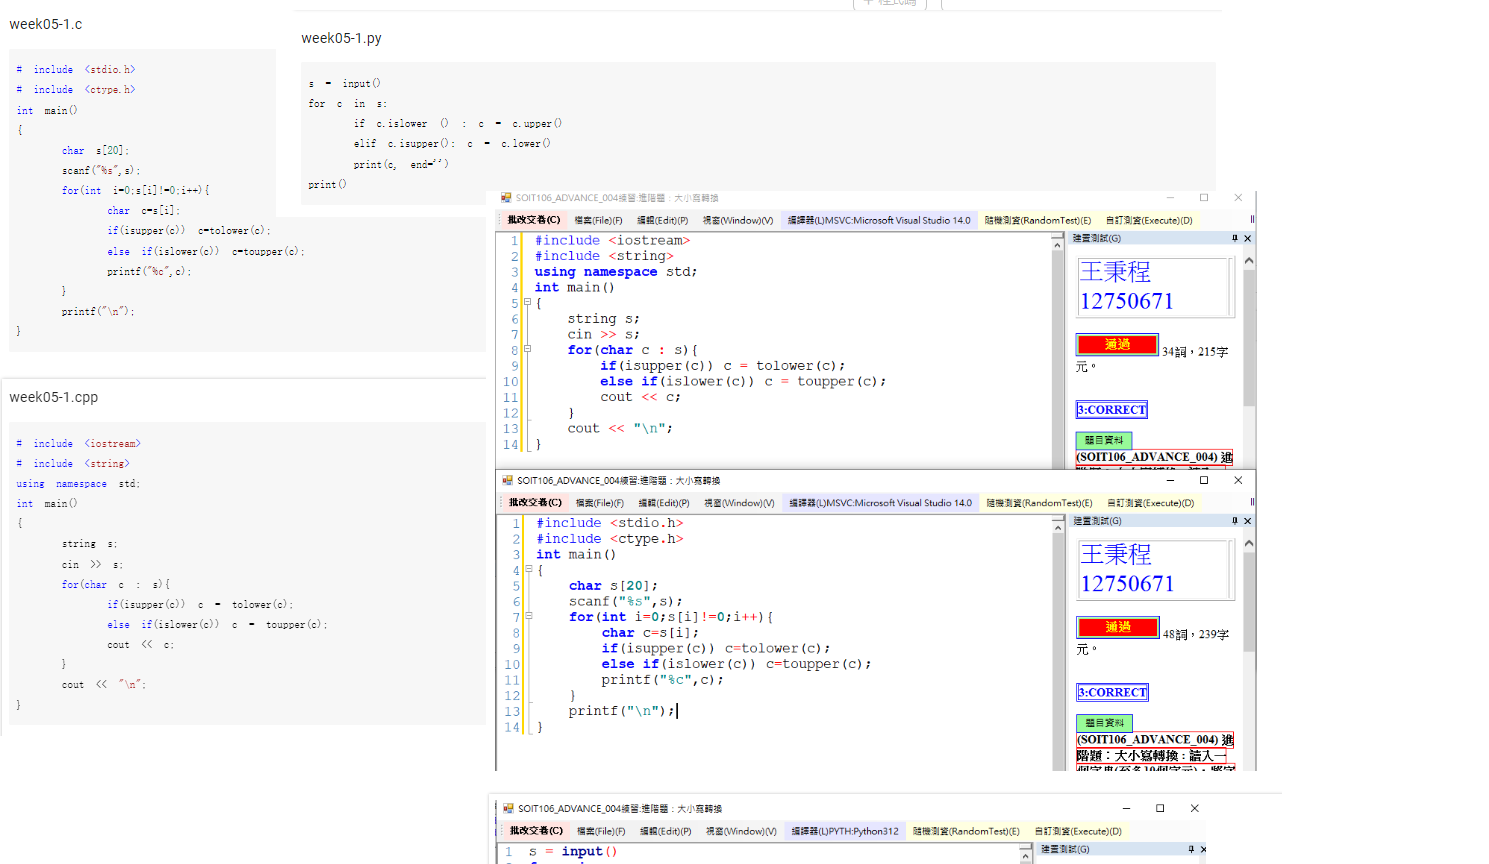 + 程式碼
week05-1.c
# include <stdio.h>
# include <ctype.h>
int main()
{
char s[20];
scanf("%s",s);
for(int i=0;s[i]!=0;i++){
char c=s[i];
if(isupper(c)) c=tolower(c);
else if(islower(c)) c=toupper(c);
printf("%c",c);
}
printf("\n");
}
week05-1.py
s = input()
for c in s:
if c.islower () : c = c.upper()
elif c.isupper(): c = c.lower()
print(c, end='')
print()
week05-1.cpp
# include <iostream>
# include <string>
using namespace std;
int main()
{
string s;
cin >> s;
for(char c : s){
if(isupper(c)) c = tolower(c);
else if(islower(c)) c = toupper(c);
cout << c;
}
cout << "\n";
}
SOIT106_ADVANCE_004練習:進階題：大小寫轉換
批改交卷(C) 檔案(File)(F) 編輯(Edit)(P) 視窗(Window)(V) 編譯器(L)MSVC:Microsoft Visual Studio 14.0 隨機測資(RandomTest)(E) 自訂測資(Execute)(D)
1 #include <iostream>
2 #include <string>
3 using namespace std;
4 int main()
5 {
6 string s;
7 cin >> s;
8 for(char c : s){
9 if(isupper(c)) c = tolower(c);
10 else if(islower(c)) c = toupper(c);
11 cout << c;
12 }
13 cout << "\n";
14 }
建置測試(G)
王秉程
12750671
通過 34詞，215字
元。
3:CORRECT
題目資料
(SOIT106_ADVANCE_004) 進
SOIT106_ADVANCE_004練習:進階題：大小寫轉換
批改交卷(C) 檔案(File)(F) 編輯(Edit)(P) 視窗(Window)(V) 編譯器(L)MSVC:Microsoft Visual Studio 14.0 隨機測資(RandomTest)(E) 自訂測資(Execute)(D)
1 #include <stdio.h>
2 #include <ctype.h>
3 int main()
4 {
5 char s[20];
6 scanf("%s",s);
7 for(int i=0;s[i]!=0;i++){
8 char c=s[i];
9 if(isupper(c)) c=tolower(c);
10 else if(islower(c)) c=toupper(c);
11 printf("%c",c);
12 }
13 printf("\n");
14 }
建置測試(G)
王秉程
12750671
通過 48詞，239字
元。
3:CORRECT
題目資料
(SOIT106_ADVANCE_004) 進
階題：大小寫轉換：請入一
SOIT106_ADVANCE_004練習:進階題：大小寫轉換
批改交卷(C) 檔案(File)(F) 編輯(Edit)(P) 視窗(Window)(V) 編譯器(L)PYTH:Python312 隨機測資(RandomTest)(E) 自訂測資(Execute)(D)
1 s = input()
建置測試(G)